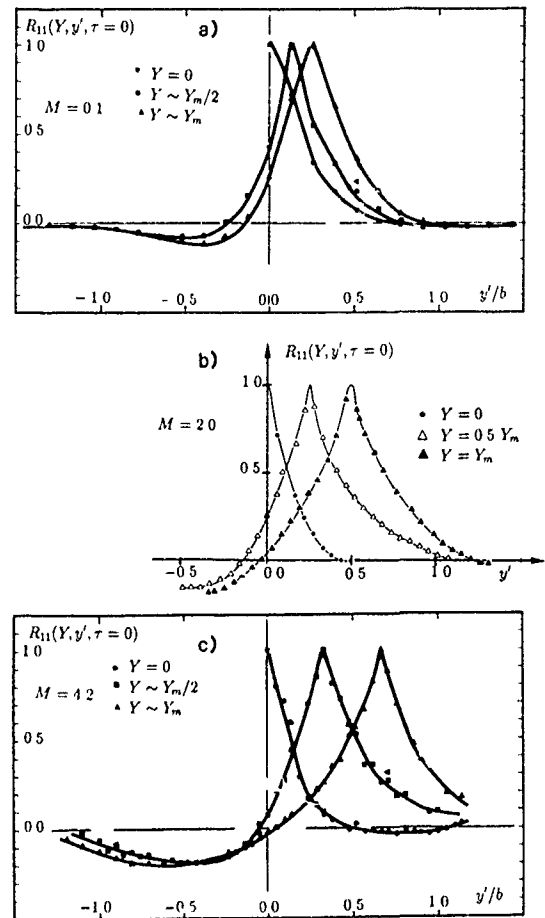 R₁₁(Y, y′, τ = 0)
a)
1 0
Y = 0
Y ~ Yₘ/2
Y ~ Yₘ
M = 0 1
0 5
0 0
-1 0
-0 5
0 0
0 5
1 0
y′/b
b)
R₁₁(Y, y′, τ = 0)
1 0
M = 2 0
Y = 0
Y = 0 5 Yₘ
Y = Yₘ
0 5
-0 5
0 0
0 5
1 0
y′
c)
R₁₁(Y, y′, τ = 0)
Y = 0
Y ~ Yₘ/2
Y ~ Yₘ
M = 4 2
1 0
0 5
0 0
-1 0
-0 5
0 0
0 5
1 0
y′/b